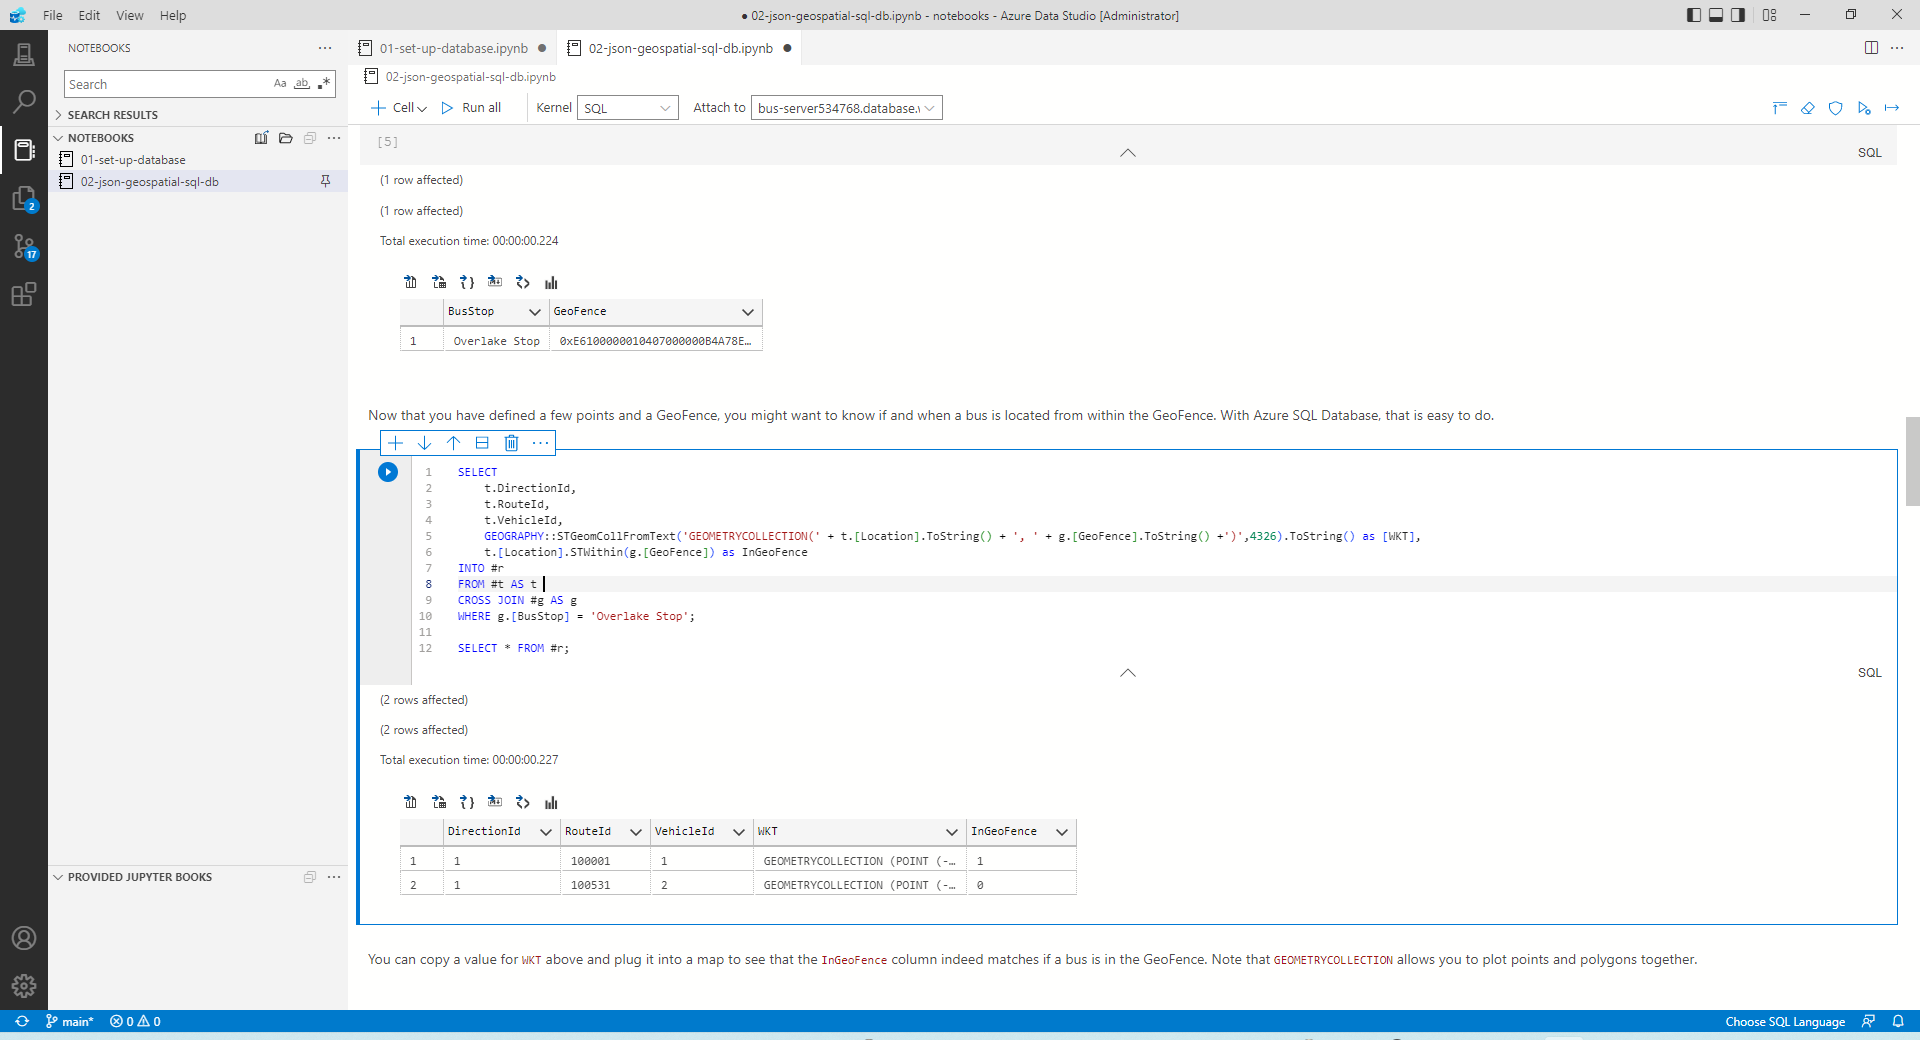 File Edit View Help
● 02-json-geospatial-sql-db.ipynb - notebooks - Azure Data Studio [Administrator]
NOTEBOOKS
Search
Aa ab .*
SEARCH RESULTS
NOTEBOOKS
01-set-up-database
02-json-geospatial-sql-db
2
17
PROVIDED JUPYTER BOOKS
01-set-up-database.ipynb ●
02-json-geospatial-sql-db.ipynb ●
02-json-geospatial-sql-db.ipynb
Cell Run all Kernel SQL Attach to bus-server534768.database.
[5]
SQL
(1 row affected)
(1 row affected)
Total execution time: 00:00:00.224
BusStop GeoFence
1 Overlake Stop 0xE6100000010407000000B4A78E…
Now that you have defined a few points and a GeoFence, you might want to know if and when a bus is located from within the GeoFence. With Azure SQL Database, that is easy to do.
1 SELECT
2 t.DirectionId,
3 t.RouteId,
4 t.VehicleId,
5 GEOGRAPHY::STGeomCollFromText('GEOMETRYCOLLECTION(' + t.[Location].ToString() + ', ' + g.[GeoFence].ToString() +')',4326).ToString() as [WKT],
6 t.[Location].STWithin(g.[GeoFence]) as InGeoFence
7 INTO #r
8 FROM #t AS t
9 CROSS JOIN #g AS g
10 WHERE g.[BusStop] = 'Overlake Stop';
11
12 SELECT * FROM #r;
SQL
(2 rows affected)
(2 rows affected)
Total execution time: 00:00:00.227
DirectionId RouteId VehicleId WKT InGeoFence
1 1 100001 1 GEOMETRYCOLLECTION (POINT (-… 1
2 1 100531 2 GEOMETRYCOLLECTION (POINT (-… 0
You can copy a value for WKT above and plug it into a map to see that the InGeoFence column indeed matches if a bus is in the GeoFence. Note that GEOMETRYCOLLECTION allows you to plot points and polygons together.
main* 0 0
Choose SQL Language